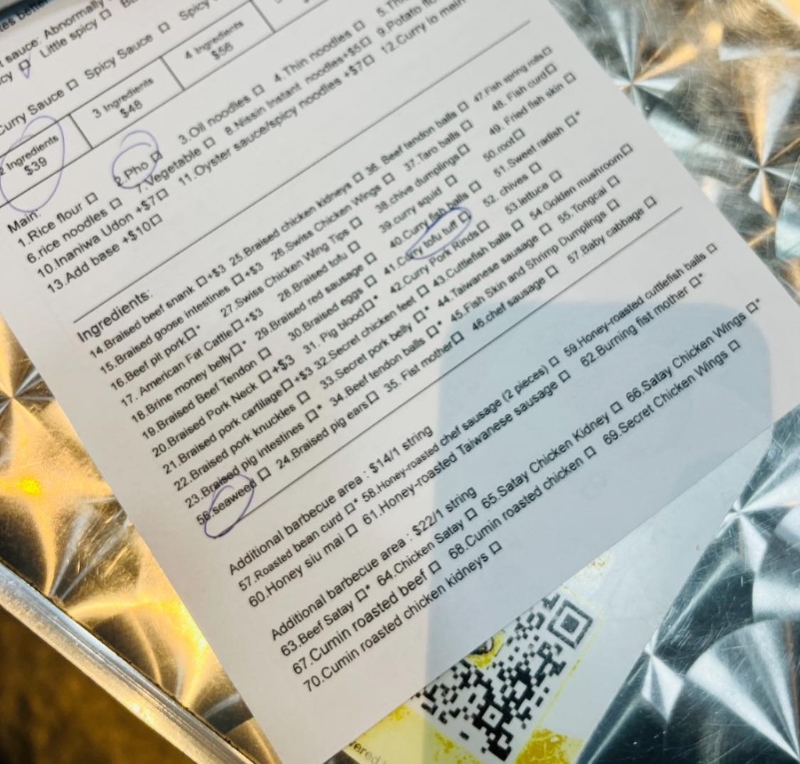 sauce: Abnormally
Little spicy □
Curry Sauce □ Spicy Sauce □ Spicy
Ingredients 3 Ingredients 4 Ingredients
$39 $48 $56
Main:
1.Rice flour □ 2.Pho □ 3.Oil noodles □ 4.Thin noodles □
6.rice noodles □ 7.Vegetable □ 8.Nissin Instant noodles+$5□ 9.Potato
10.Inaniwa Udon +$7□ 11.Oyster sauce/spicy noodles +$7□ 12.Curry lo main
13.Add base +$10□
Ingredients:
14.Braised beef snank □+$3 25.Braised chicken kidneys □ 36. Beef tendon balls □ 47.Fish spring rolls□
15.Braised goose intestines □+$3 26.Swiss Chicken Wings □ 37.Taro balls □ 48. Fish curd□
16.Beef pil pork□* 27.Swiss Chicken Wing Tips □ 38.chive dumplings□ 49. Fried fish skin □
17. American Fat Cattle□+$3 28.Braised tofu □ 39.curry squid □ 50.root□
18.Brine money belly□* 29.Braised red sausage □ 40.Curry fish balls □ 51.Sweet radish □*
19.Braised Beef Tendon □ 30.Braised eggs □ 41.Curry tofu tuff □ 52. chives □
20.Braised Pork Neck □+$3 31. Pig blood□* 42.Curry Pork Rinds□ 53.lettuce □
21.Braised pork cartilage□+$3 32.Secret chicken feet □ 43.Cuttlefish balls □ 54.Golden mushroom□
22.Braised pork knuckles □ 33.Secret pork belly □* 44.Taiwanese sausage □ 55.Tongcai □
23.Braised pig intestines □* 34.Beef tendon balls □* 45.Fish Skin and Shrimp Dumplings □
56.seaweed □ 24.Braised pig ears□ 35. Fist mother□ 46.chef sausage □ 57.Baby cabbage □
Additional barbecue area : $14/1 string
57.Roasted bean curd □* 58.Honey-roasted chef sausage (2 pieces) □ 59.Honey-roasted cuttlefish balls □
60.Honey siu mai □ 61.Honey-roasted Taiwanese sausage □ 62.Burning fist mother □*
Additional barbecue area : $22/1 string
63.Beef Satay □* 64.Chicken Satay □ 65.Satay Chicken Kidney □ 66.Satay Chicken Wings □*
67.Cumin roasted beef □ 68.Cumin roasted chicken □ 69.Secret Chicken Wings □
70.Cumin roasted chicken kidneys □